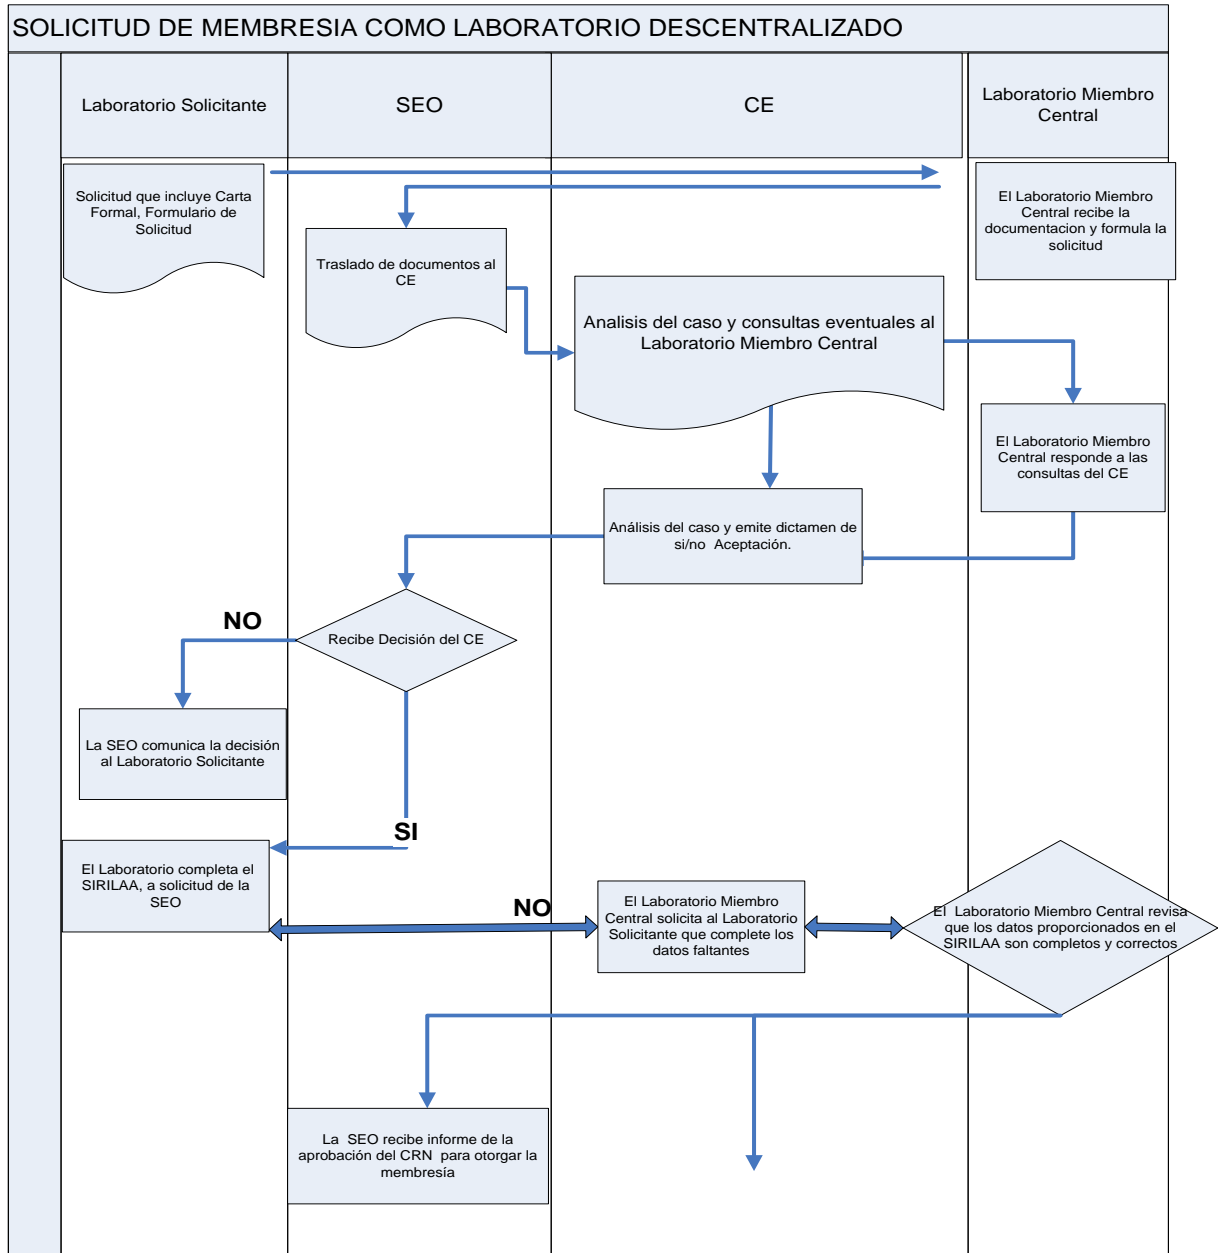 SOLICITUD DE MEMBRESIA COMO LABORATORIO DESCENTRALIZADO
Laboratorio Solicitante
SEO
CE
Laboratorio Miembro
Central
Solicitud que incluye Carta
Formal, Formulario de
Solicitud
El Laboratorio Miembro
Central recibe la
documentacion y formula la
solicitud
Traslado de documentos al
CE
Analisis del caso y consultas eventuales al
Laboratorio Miembro Central
El Laboratorio Miembro
Central responde a las
consultas del CE
Análisis del caso y emite dictamen de
si/no Aceptación.
NO
Recibe Decisión del CE
La SEO comunica la decisión
al Laboratorio Solicitante
SI
El Laboratorio completa el
SIRILAA, a solicitud de la
SEO
NO
El Laboratorio Miembro
Central solicita al Laboratorio
Solicitante que complete los
datos faltantes
El Laboratorio Miembro Central revisa
que los datos proporcionados en el
SIRILAA son completos y correctos
La SEO recibe informe de la
aprobación del CRN para otorgar la
membresía